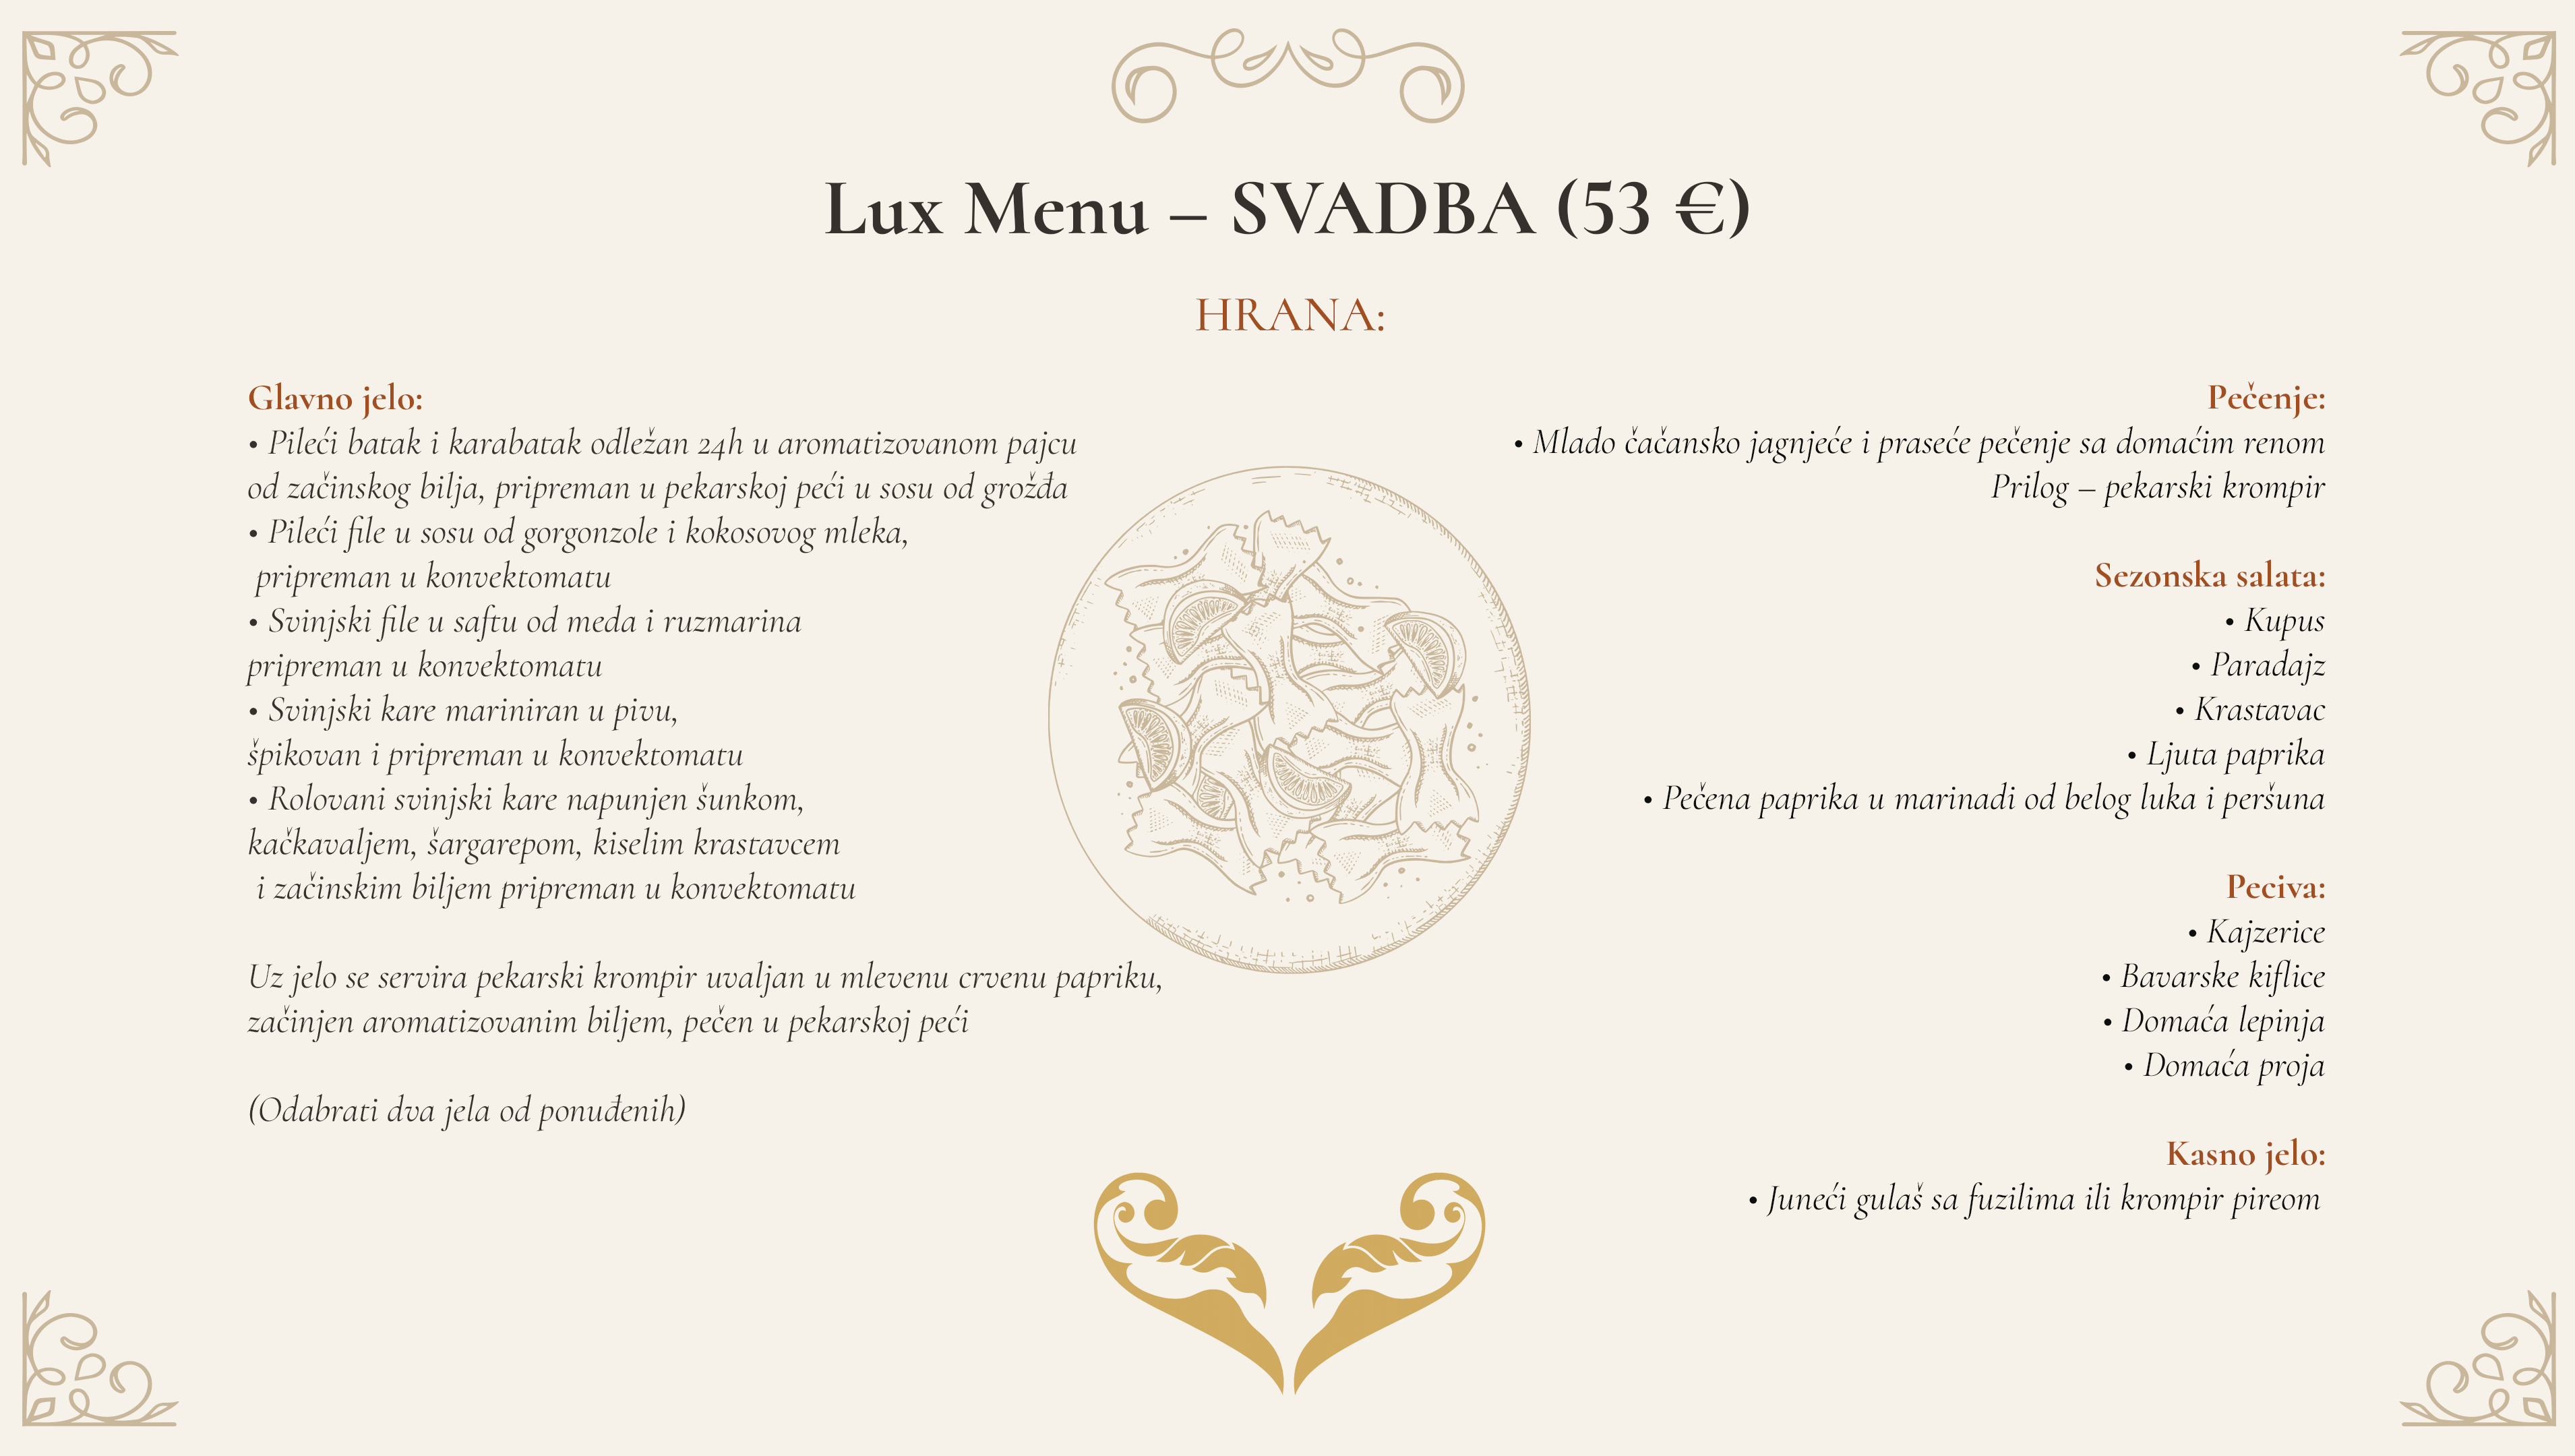 Lux Menu – SVADBA (53 €)
HRANA:
Glavno jelo:
• Pileći batak i karabatak odležan 24h u aromatizovanom pajcu
od začinskog bilja, pripreman u pekarskoj peći u sosu od grožđa
• Pileći file u sosu od gorgonzole i kokosovog mleka,
pripreman u konvektomatu
• Svinjski file u saftu od meda i ruzmarina
pripreman u konvektomatu
• Svinjski kare mariniran u pivu,
špikovan i pripreman u konvektomatu
• Rolovani svinjski kare napunjen šunkom,
kačkavaljem, šargarepom, kiselim krastavcem
i začinskim biljem pripreman u konvektomatu
Uz jelo se servira pekarski krompir uvaljan u mlevenu crvenu papriku,
začinjen aromatizovanim biljem, pečen u pekarskoj peći
(Odabrati dva jela od ponuđenih)
Pečenje:
• Mlado čačansko jagnjeće i praseće pečenje sa domaćim renom
Prilog – pekarski krompir
Sezonska salata:
• Kupus
• Paradajz
• Krastavac
• Ljuta paprika
• Pečena paprika u marinadi od belog luka i peršuna
Peciva:
• Kajzerice
• Bavarske kiflice
• Domaća lepinja
• Domaća proja
Kasno jelo:
• Juneći gulaš sa fuzilima ili krompir pireom